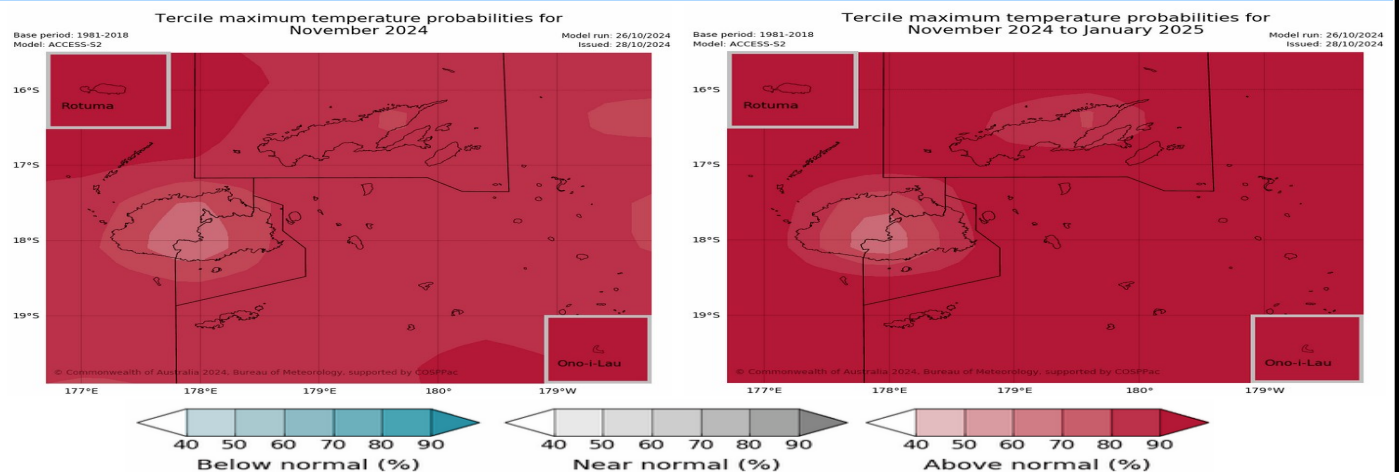 Tercile maximum temperature probabilities for
November 2024
Base period: 1981-2018
Model: ACCESS-S2
Model run: 26/10/2024
Issued: 28/10/2024
16°S
17°S
18°S
19°S
Rotuma
Ono-i-Lau
© Commonwealth of Australia 2024, Bureau of Meteorology, supported by COSPPac
177°E
178°E
179°E
180°
179°W
Tercile maximum temperature probabilities for
November 2024 to January 2025
Base period: 1981-2018
Model: ACCESS-S2
Model run: 26/10/2024
Issued: 28/10/2024
16°S
17°S
18°S
19°S
Rotuma
Ono-i-Lau
© Commonwealth of Australia 2024, Bureau of Meteorology, supported by COSPPac
177°E
178°E
179°E
180°
179°W
40 50 60 70 80 90
Below normal (%)
40 50 60 70 80 90
Near normal (%)
40 50 60 70 80 90
Above normal (%)